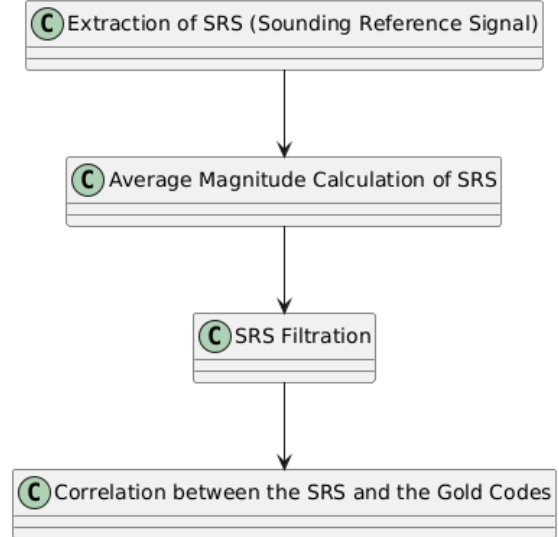 C Extraction of SRS (Sounding Reference Signal)
C Average Magnitude Calculation of SRS
C SRS Filtration
C Correlation between the SRS and the Gold Codes